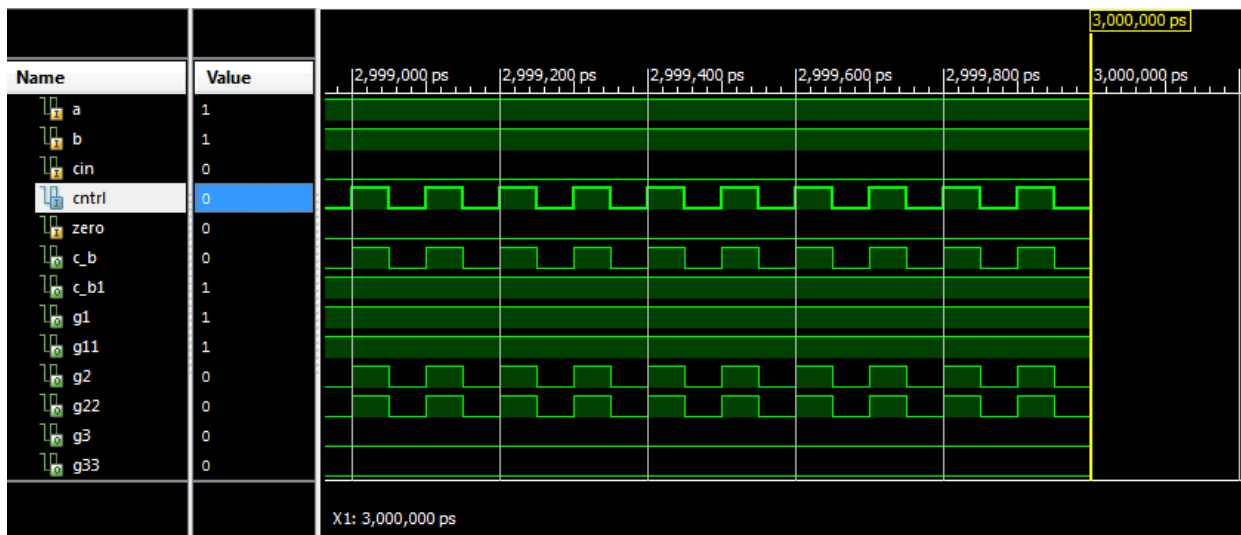 3,000,000 ps
Name Value
2,999,000 ps 2,999,200 ps 2,999,400 ps 2,999,600 ps 2,999,800 ps 3,000,000 ps
a 1
b 1
cin 0
cntrl 0
zero 0
c_b 0
c_b1 1
g1 1
g11 1
g2 0
g22 0
g3 0
g33 0
X1: 3,000,000 ps